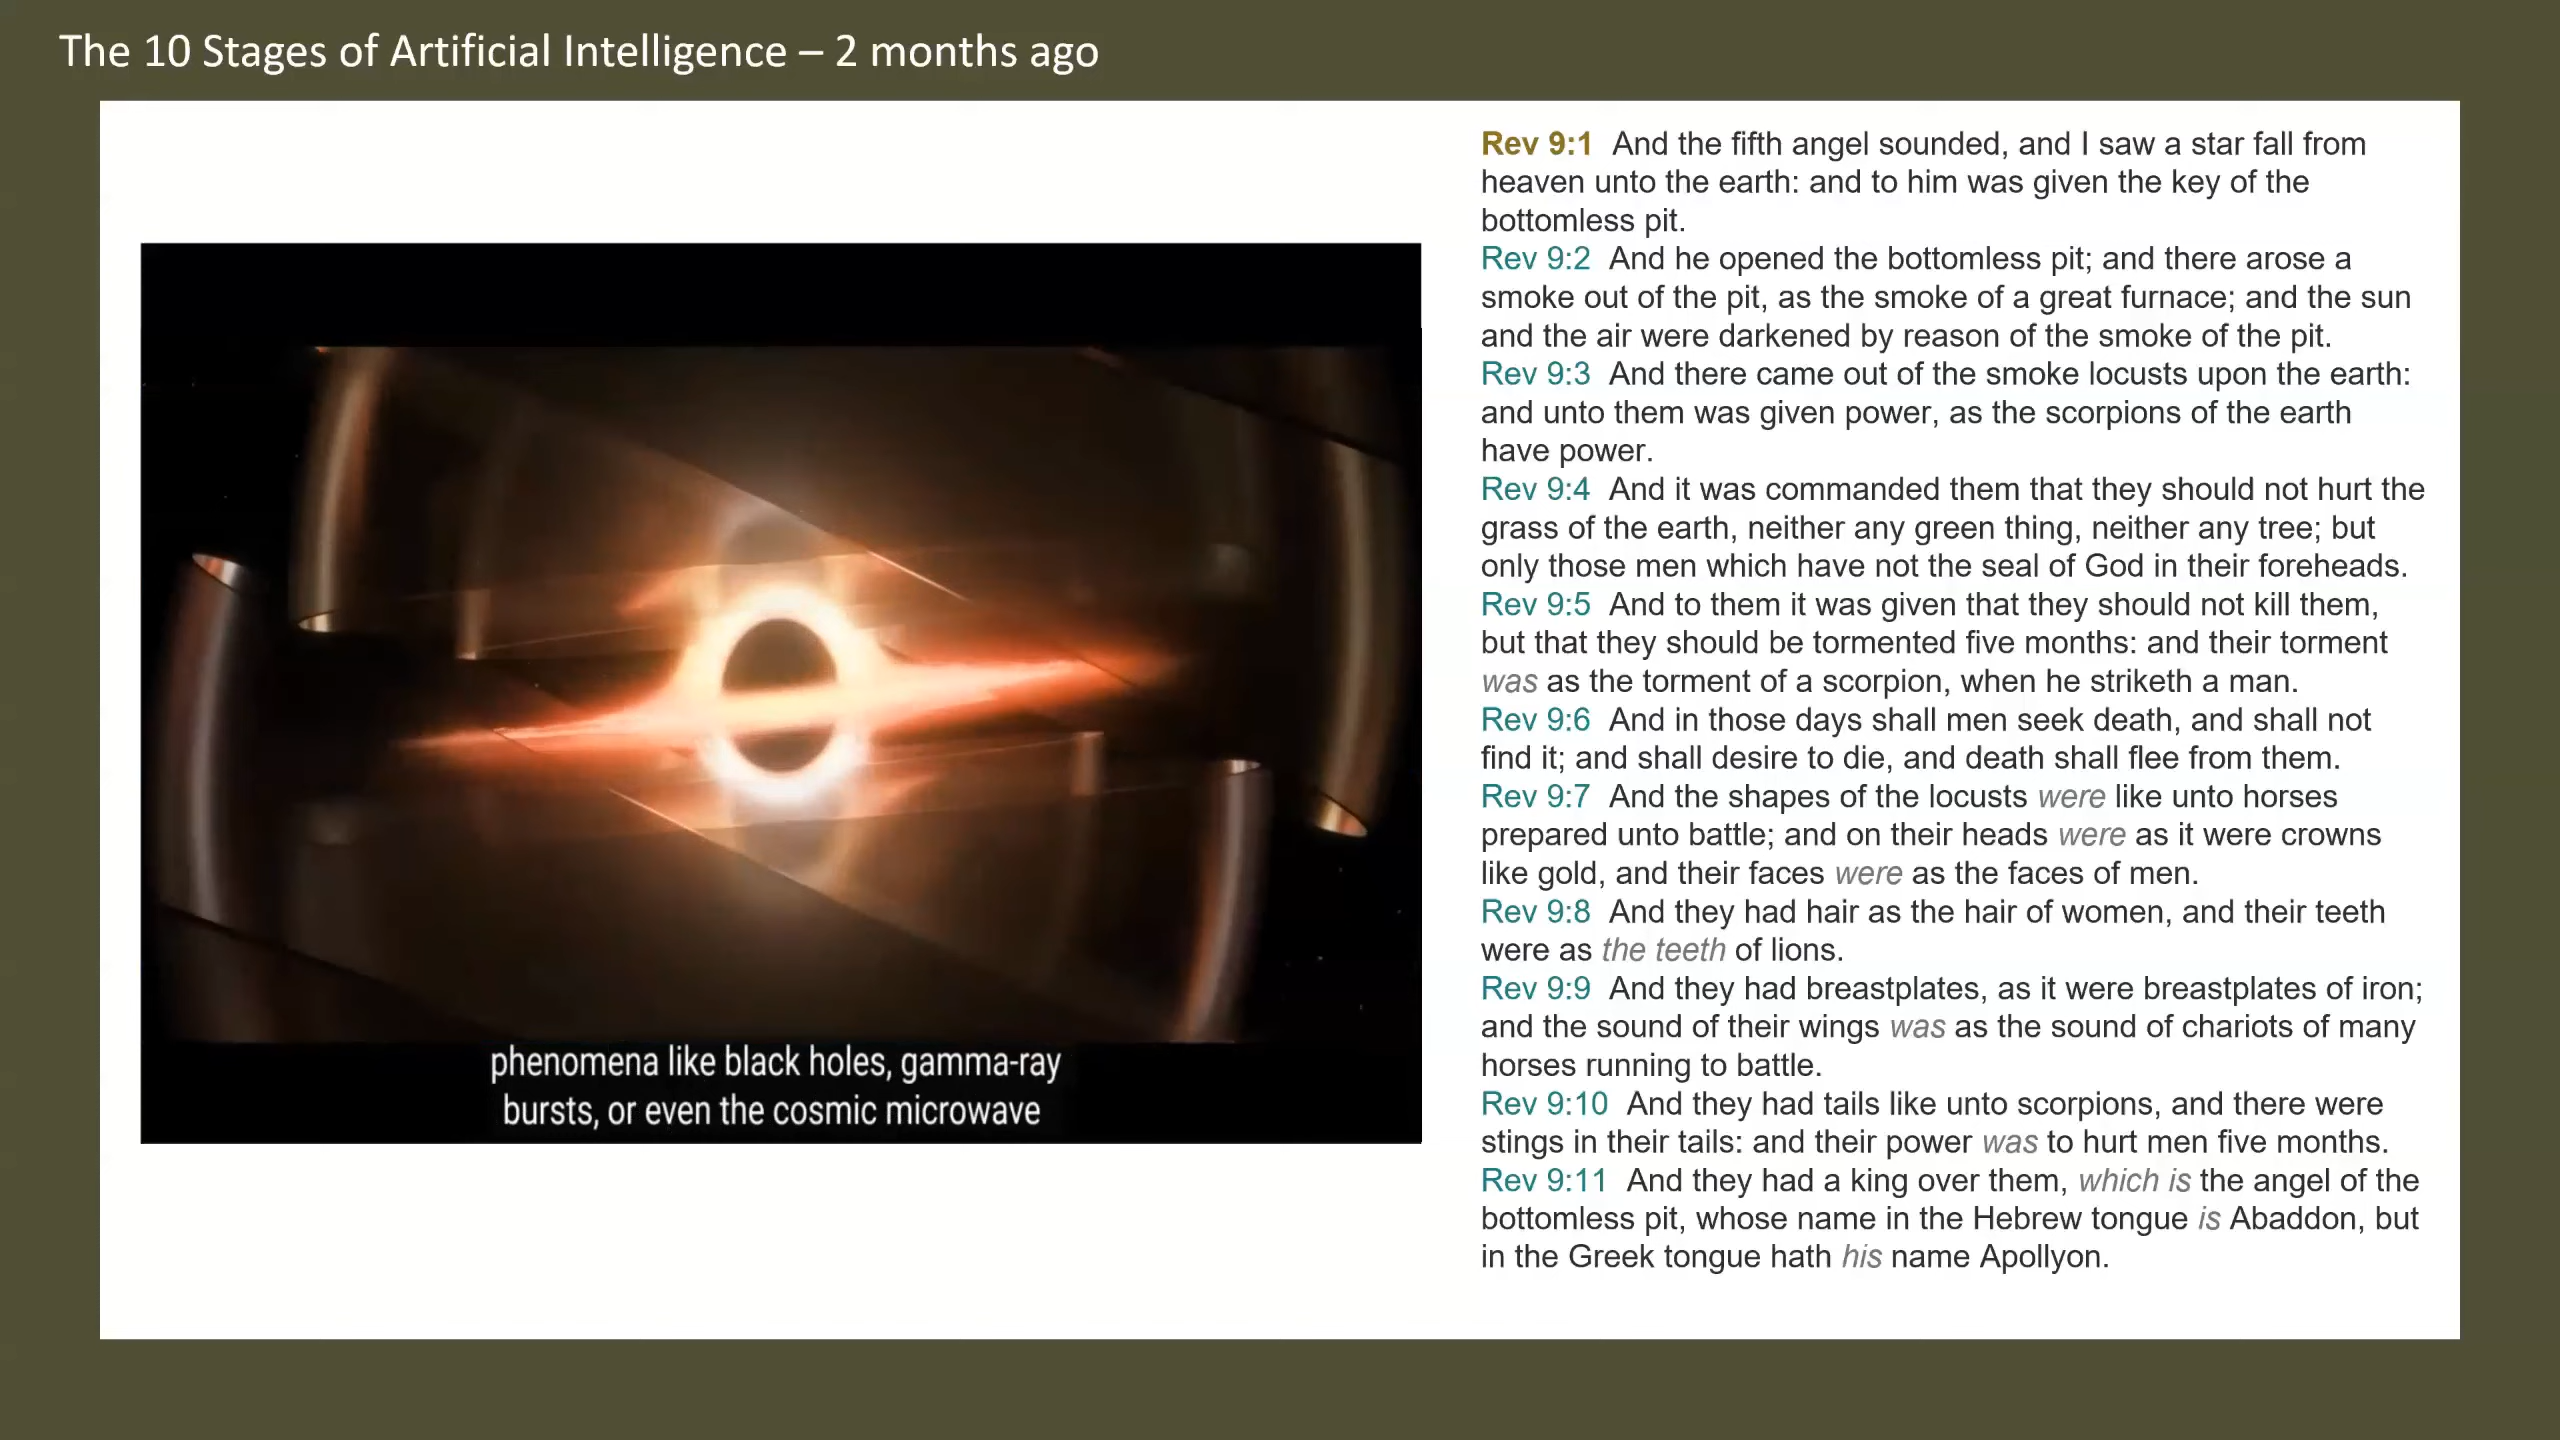 The 10 Stages of Artificial Intelligence – 2 months ago
phenomena like black holes, gamma-ray
bursts, or even the cosmic microwave
Rev 9:1  And the fifth angel sounded, and I saw a star fall from
heaven unto the earth: and to him was given the key of the
bottomless pit.
Rev 9:2  And he opened the bottomless pit; and there arose a
smoke out of the pit, as the smoke of a great furnace; and the sun
and the air were darkened by reason of the smoke of the pit.
Rev 9:3  And there came out of the smoke locusts upon the earth:
and unto them was given power, as the scorpions of the earth
have power.
Rev 9:4  And it was commanded them that they should not hurt the
grass of the earth, neither any green thing, neither any tree; but
only those men which have not the seal of God in their foreheads.
Rev 9:5  And to them it was given that they should not kill them,
but that they should be tormented five months: and their torment
was as the torment of a scorpion, when he striketh a man.
Rev 9:6  And in those days shall men seek death, and shall not
find it; and shall desire to die, and death shall flee from them.
Rev 9:7  And the shapes of the locusts were like unto horses
prepared unto battle; and on their heads were as it were crowns
like gold, and their faces were as the faces of men.
Rev 9:8  And they had hair as the hair of women, and their teeth
were as the teeth of lions.
Rev 9:9  And they had breastplates, as it were breastplates of iron;
and the sound of their wings was as the sound of chariots of many
horses running to battle.
Rev 9:10  And they had tails like unto scorpions, and there were
stings in their tails: and their power was to hurt men five months.
Rev 9:11  And they had a king over them, which is the angel of the
bottomless pit, whose name in the Hebrew tongue is Abaddon, but
in the Greek tongue hath his name Apollyon.